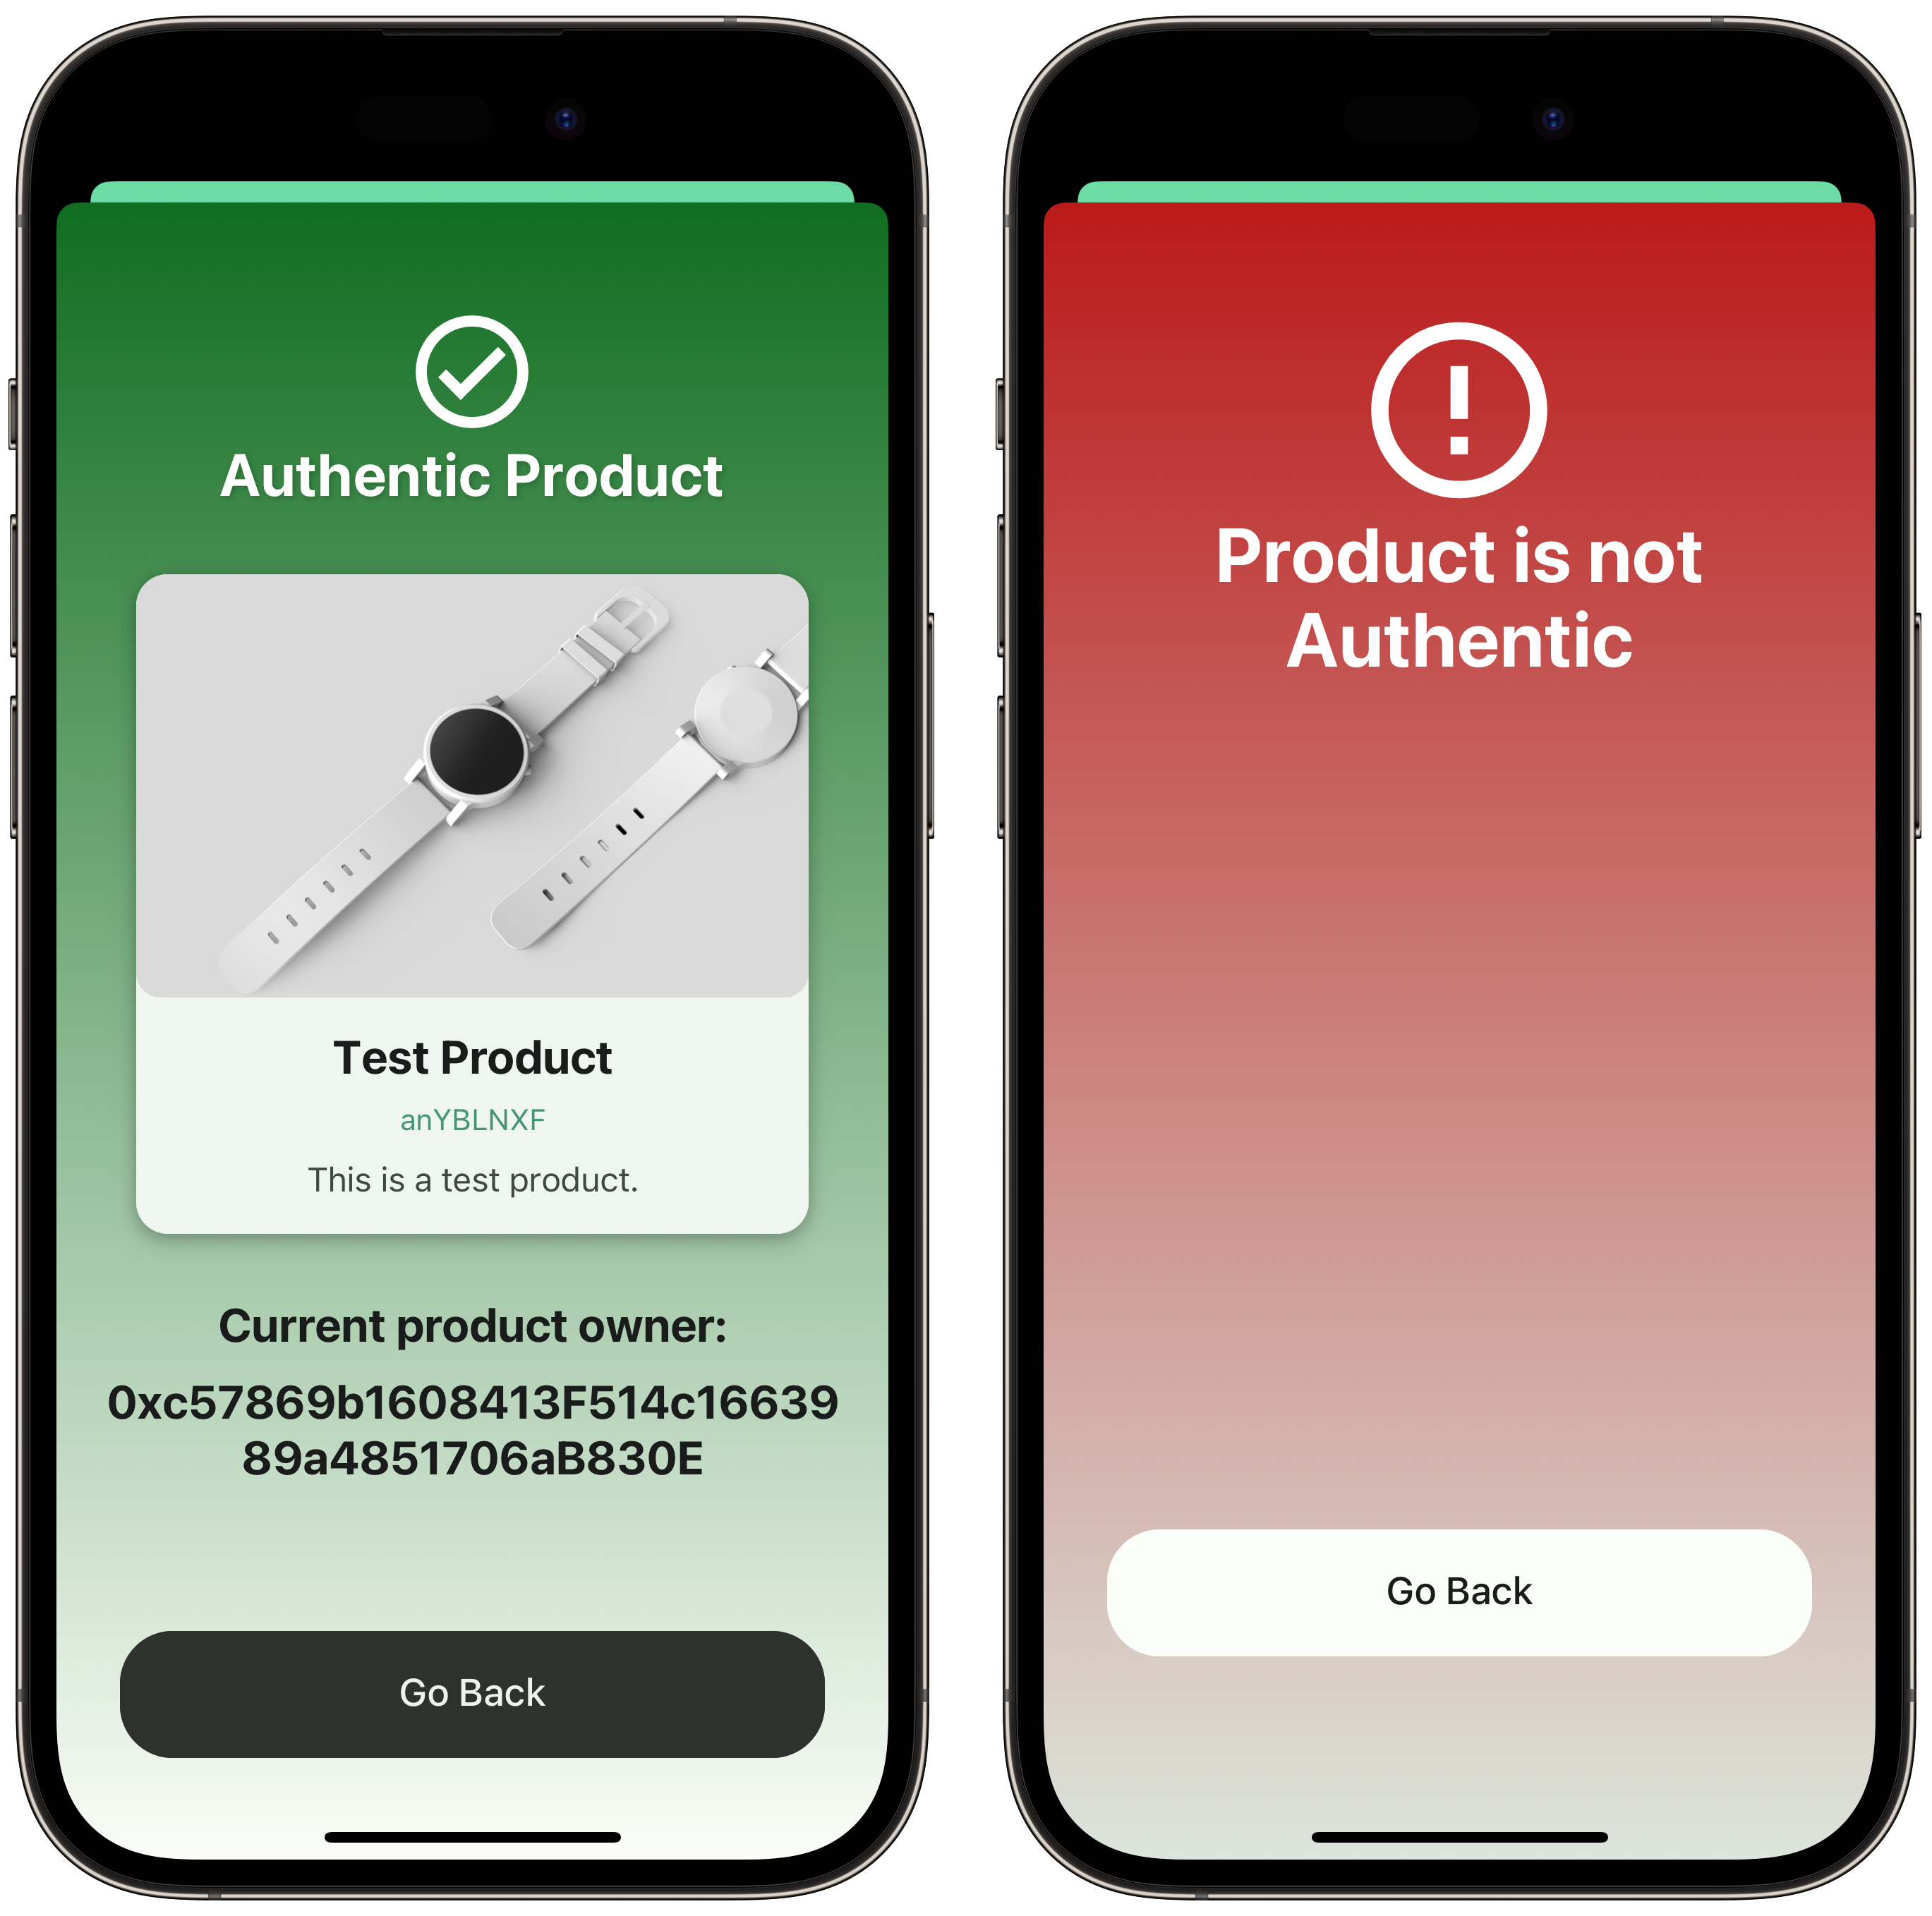 Authentic Product
Test Product
anYBLNXF
This is a test product.
Current product owner:
0xc57869b1608413F514c16639
89a4851706aB830E
Go Back
Product is not
Authentic
Go Back